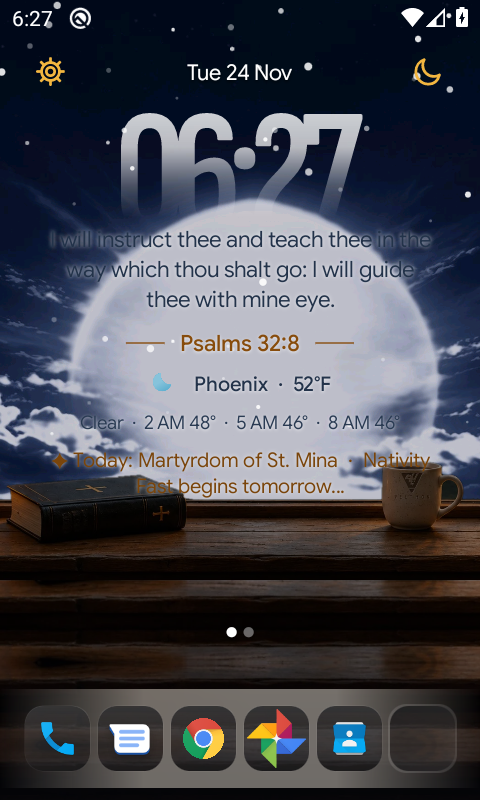 6:27
Tue 24 Nov
06:27
I will instruct thee and teach thee in the
way which thou shalt go: I will guide
thee with mine eye.
Psalms 32:8
Phoenix · 52°F
Clear · 2 AM 48° · 5 AM 46° · 8 AM 46°
◆ Today: Martyrdom of St. Mina · Nativity
Fast begins tomorrow...